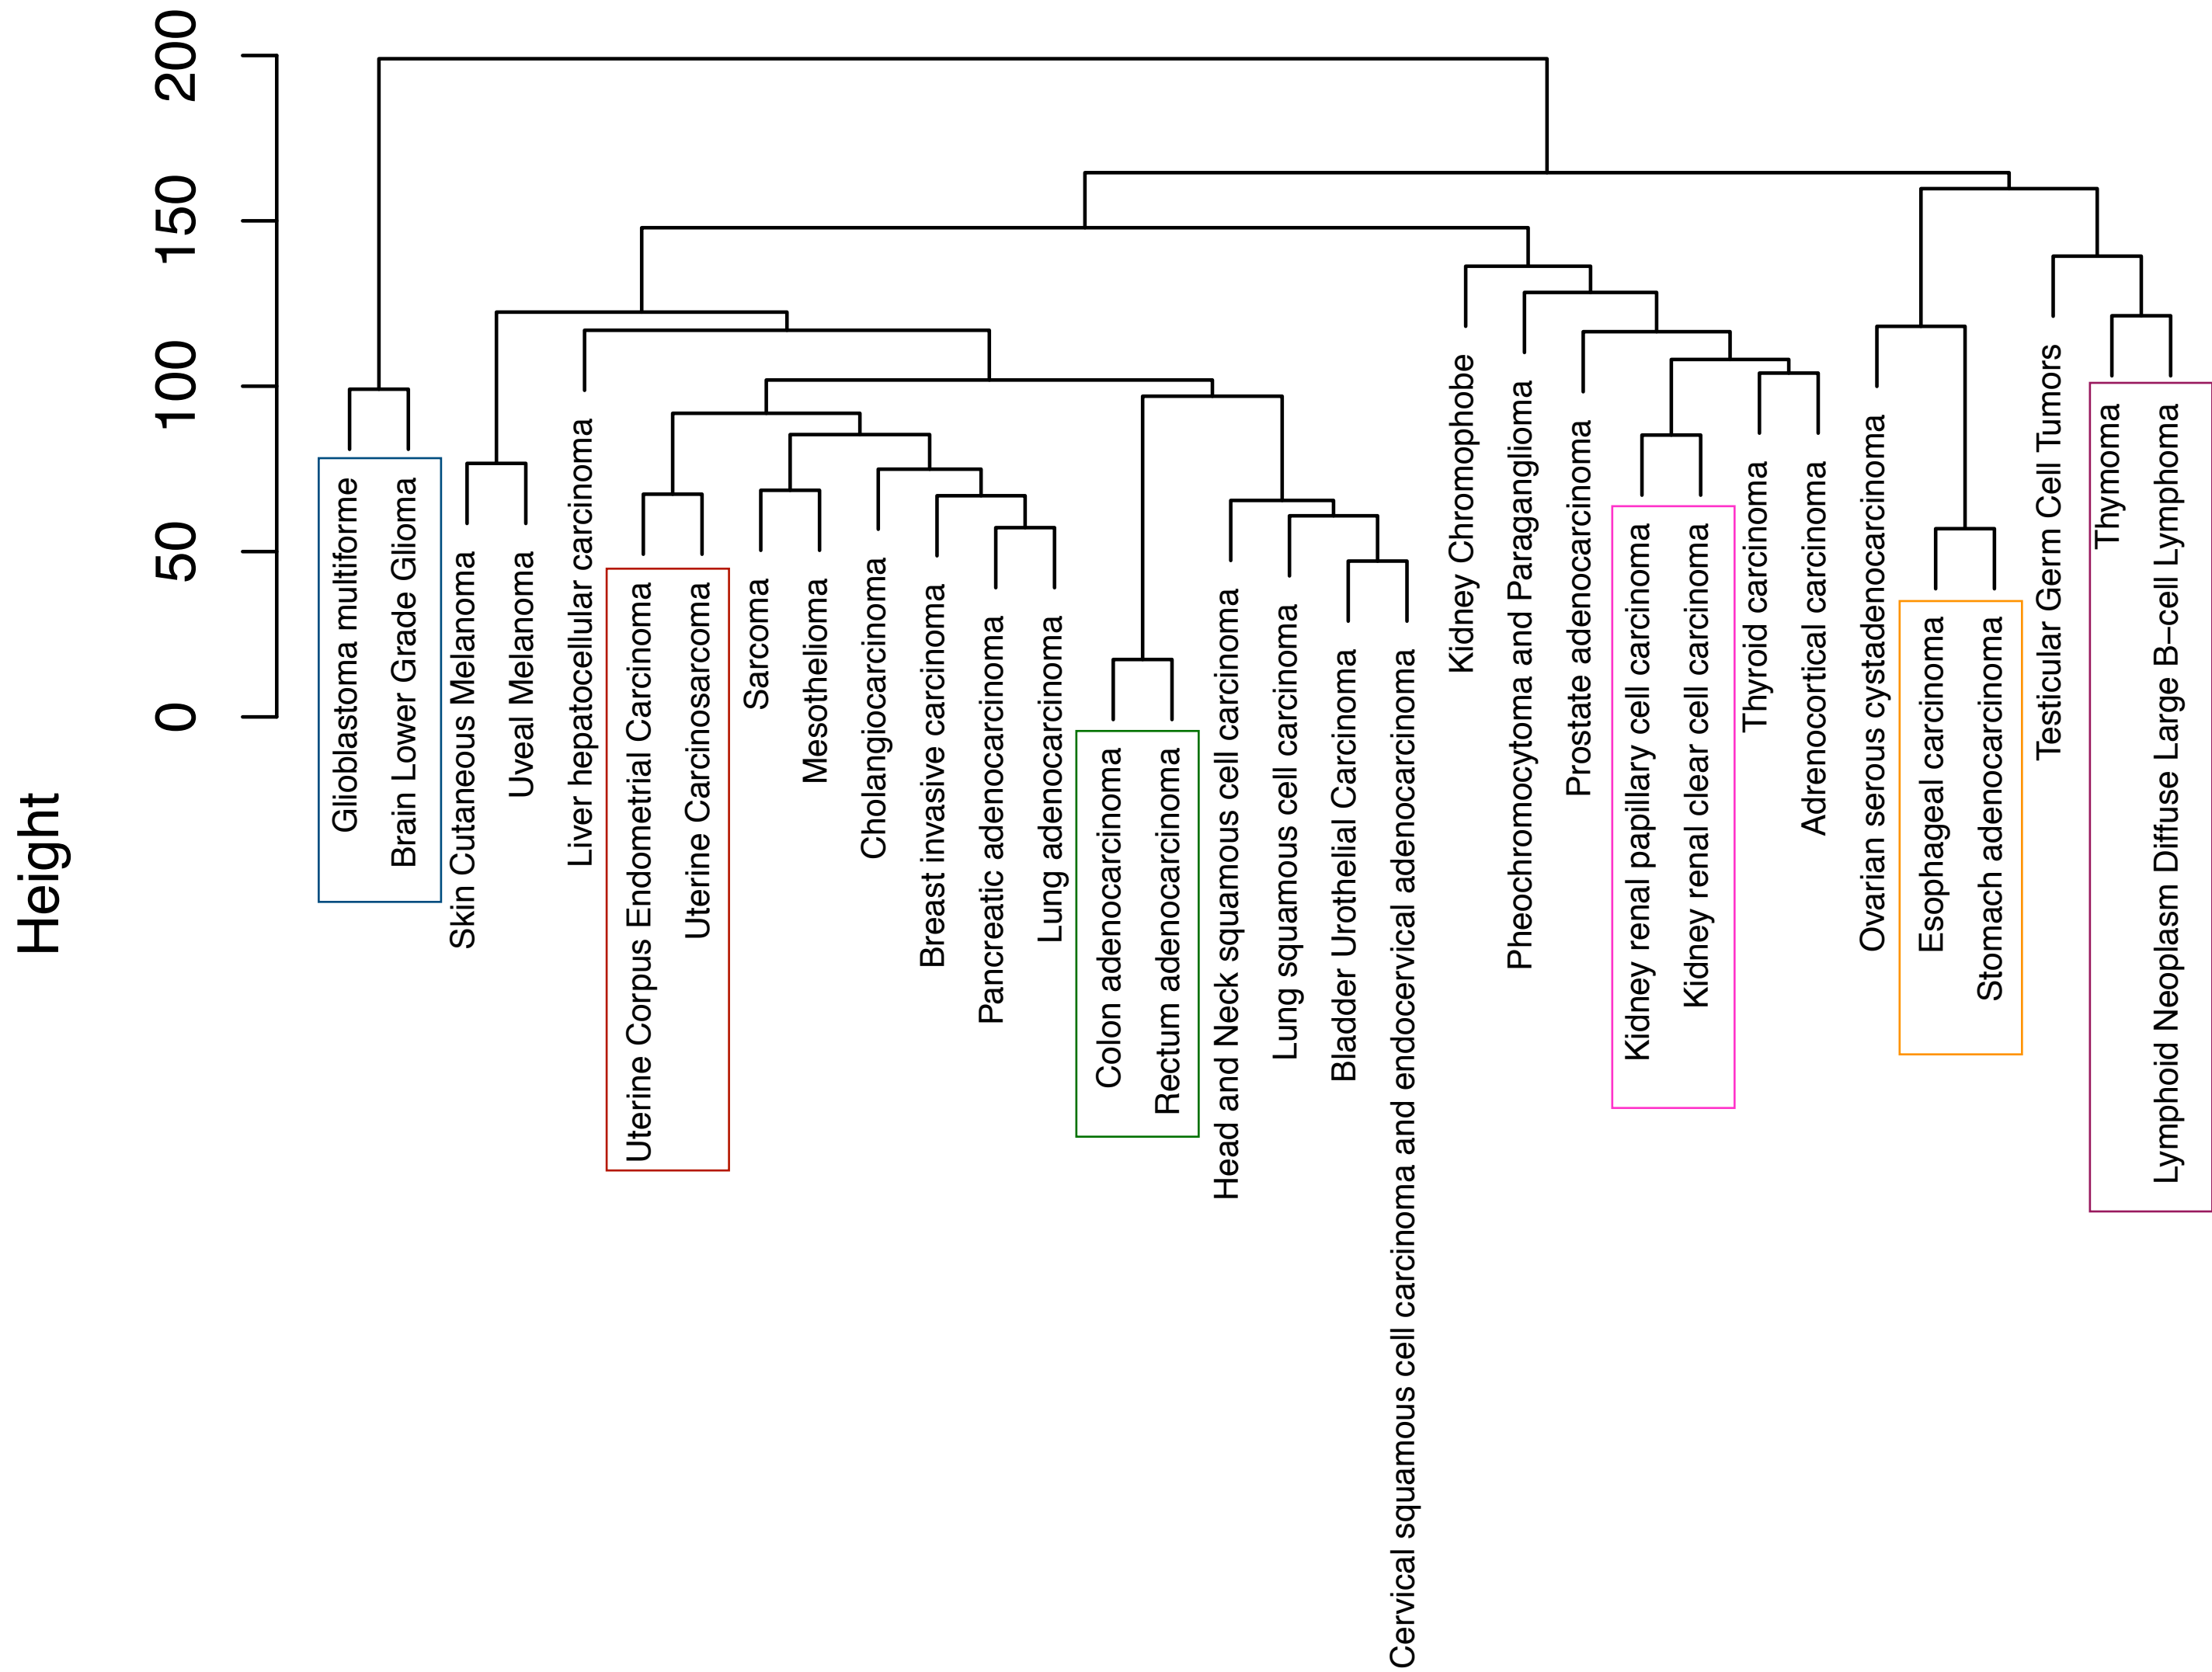 Height
0
50
100
150
200
Glioblastoma multiforme
Brain Lower Grade Glioma
Skin Cutaneous Melanoma
Uveal Melanoma
Liver hepatocellular carcinoma
Uterine Corpus Endometrial Carcinoma
Uterine Carcinosarcoma
Sarcoma
Mesothelioma
Cholangiocarcinoma
Breast invasive carcinoma
Pancreatic adenocarcinoma
Lung adenocarcinoma
Colon adenocarcinoma
Rectum adenocarcinoma
Head and Neck squamous cell carcinoma
Lung squamous cell carcinoma
Bladder Urothelial Carcinoma
Cervical squamous cell carcinoma and endocervical adenocarcinoma
Kidney Chromophobe
Pheochromocytoma and Paraganglioma
Prostate adenocarcinoma
Kidney renal papillary cell carcinoma
Kidney renal clear cell carcinoma
Thyroid carcinoma
Adrenocortical carcinoma
Ovarian serous cystadenocarcinoma
Esophageal carcinoma
Stomach adenocarcinoma
Testicular Germ Cell Tumors
Thymoma
Lymphoid Neoplasm Diffuse Large B−cell Lymphoma